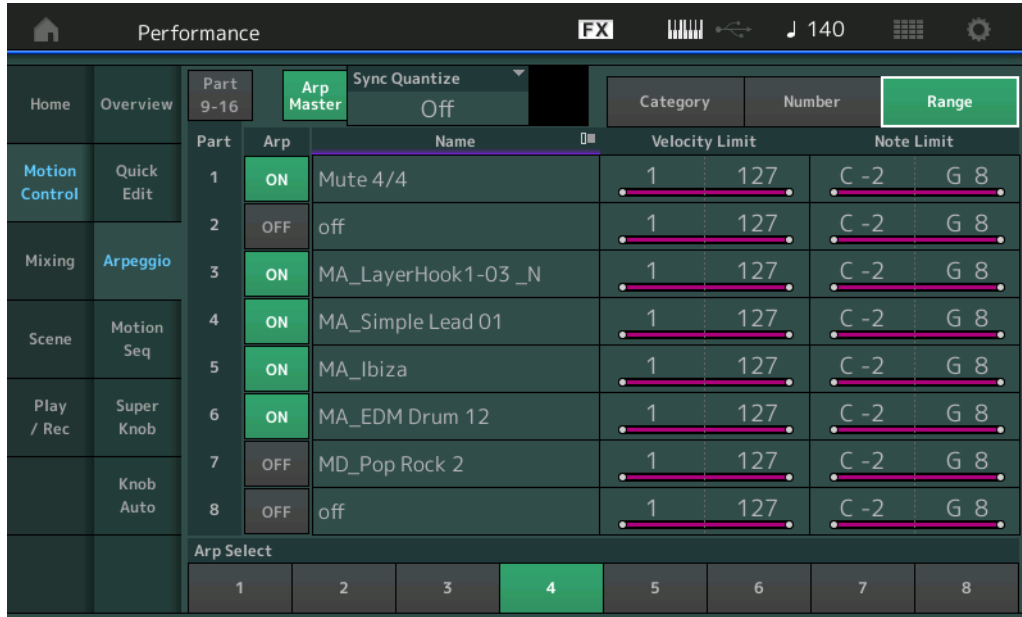 Performance FX 140
Home Overview Part 9-16 Arp Master Sync Quantize Off Category Number Range
Part Arp Name Velocity Limit Note Limit
Motion Control Quick Edit 1 ON Mute 4/4 1 127 C -2 G 8
2 OFF off 1 127 C -2 G 8
Mixing Arpeggio 3 ON MA_LayerHook1-03 _N 1 127 C -2 G 8
Scene Motion Seq 4 ON MA_Simple Lead 01 1 127 C -2 G 8
5 ON MA_Ibiza 1 127 C -2 G 8
Play / Rec Super Knob 6 ON MA_EDM Drum 12 1 127 C -2 G 8
7 OFF MD_Pop Rock 2 1 127 C -2 G 8
Knob Auto 8 OFF off 1 127 C -2 G 8
Arp Select
1 2 3 4 5 6 7 8